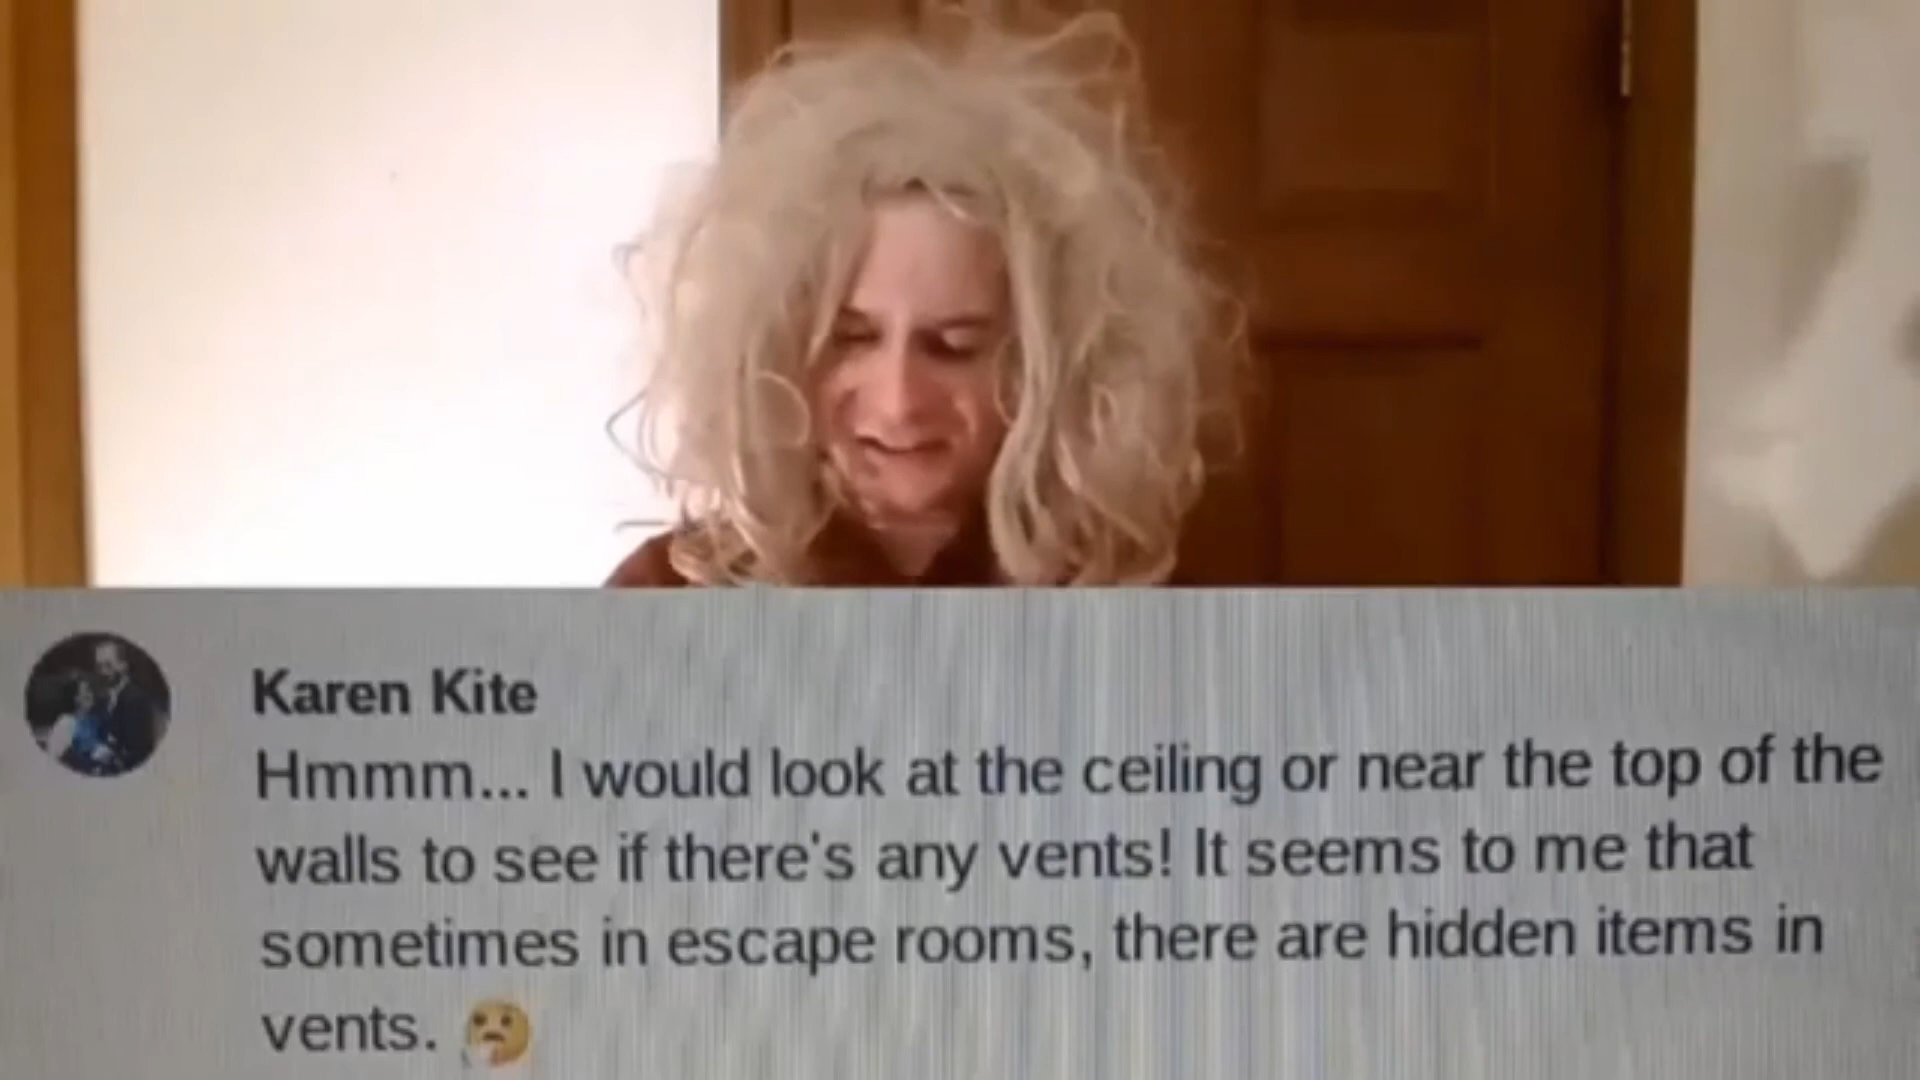 Karen Kite
Hmmm... I would look at the ceiling or near the top of the
walls to see if there's any vents! It seems to me that
sometimes in escape rooms, there are hidden items in
vents. 🤔